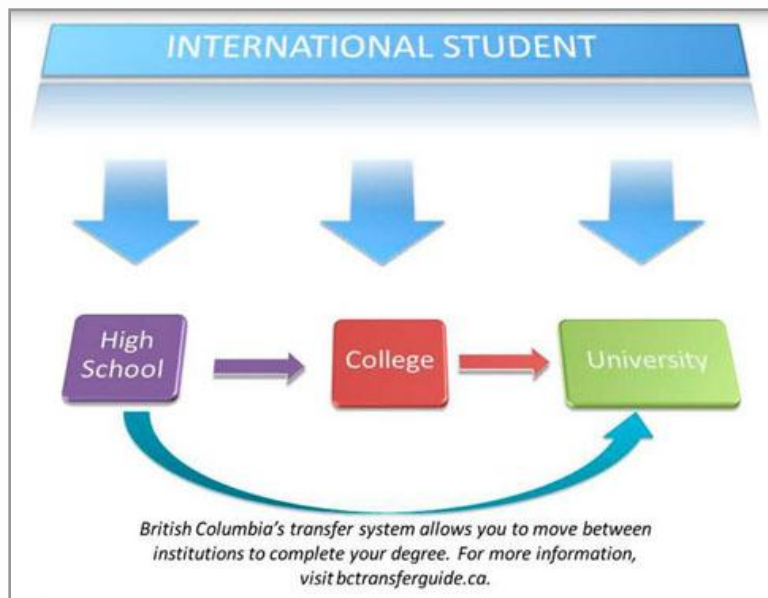 INTERNATIONAL STUDENT
High
School
College
University
British Columbia's transfer system allows you to move between
institutions to complete your degree. For more information,
visit bctransferguide.ca.